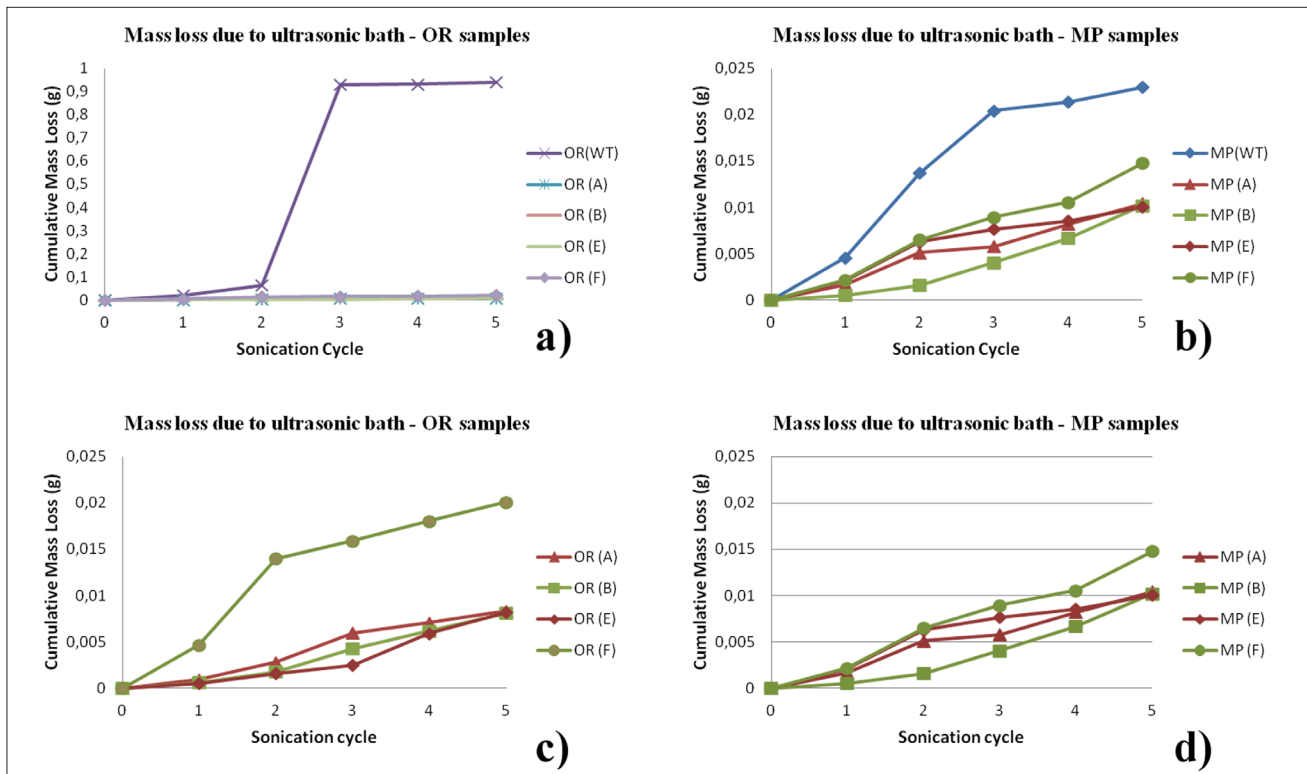 Mass loss due to ultrasonic bath - OR samples
Cumulative Mass Loss (g)
1
0,9
0,8
0,7
0,6
0,5
0,4
0,3
0,2
0,1
0
0 1 2 3 4 5
Sonication Cycle
OR(WT)
OR (A)
OR (B)
OR (E)
OR (F)
a)
Mass loss due to ultrasonic bath - MP samples
Cumulative Mass Loss (g)
0,025
0,02
0,015
0,01
0,005
0
0 1 2 3 4 5
Sonication Cycle
MP(WT)
MP (A)
MP (B)
MP (E)
MP (F)
b)
Mass loss due to ultrasonic bath - OR samples
Cumulative Mass Loss (g)
0,025
0,02
0,015
0,01
0,005
0
0 1 2 3 4 5
Sonication cycle
OR (A)
OR (B)
OR (E)
OR (F)
c)
Mass loss due to ultrasonic bath - MP samples
Cumulative Mass Loss (g)
0,025
0,02
0,015
0,01
0,005
0
0 1 2 3 4 5
Sonication cycle
MP (A)
MP (B)
MP (E)
MP (F)
d)